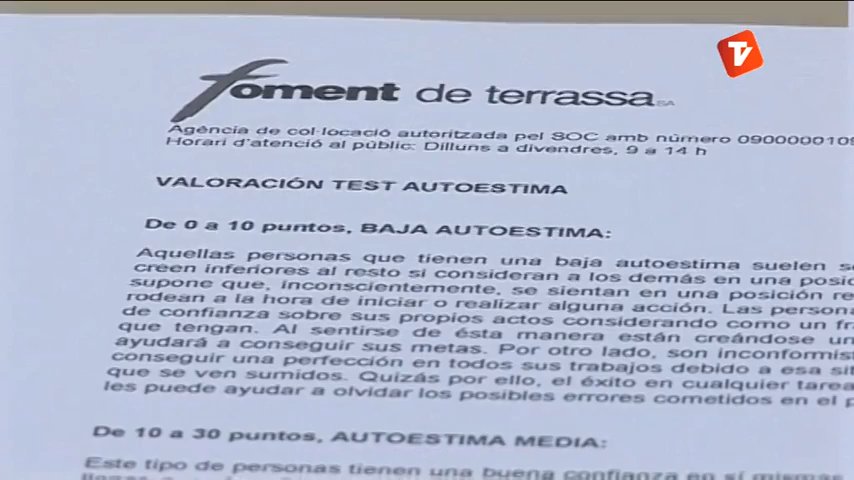 TV
foment de terrassa SA
Agència de col·locació autoritzada pel SOC amb número 090000010
Horari d'atenció al públic: Dilluns a divendres, 9 a 14 h
VALORACIÓN TEST AUTOESTIMA
De 0 a 10 puntos, BAJA AUTOESTIMA:
Aquellas personas que tienen una baja autoestima suelen
creen inferiores al resto si consideran a los demás en una
supone que, inconscientemente, se sientan en una posición
rodean a la hora de iniciar o realizar alguna acción. Las
de confianza sobre sus propios actos considerando como un
que tengan. Al sentirse de ésta manera están creándose
ayudará a conseguir sus metas. Por otro lado, son
conseguir una perfección en todos sus trabajos debido a esa
que se ven sumidos. Quizás por ello, el éxito en cualquier tarea
les puede ayudar a olvidar los posibles errores cometidos en el
De 10 a 30 puntos, AUTOESTIMA MEDIA:
Este tipo de personas tienen una buena confianza en sí mismas